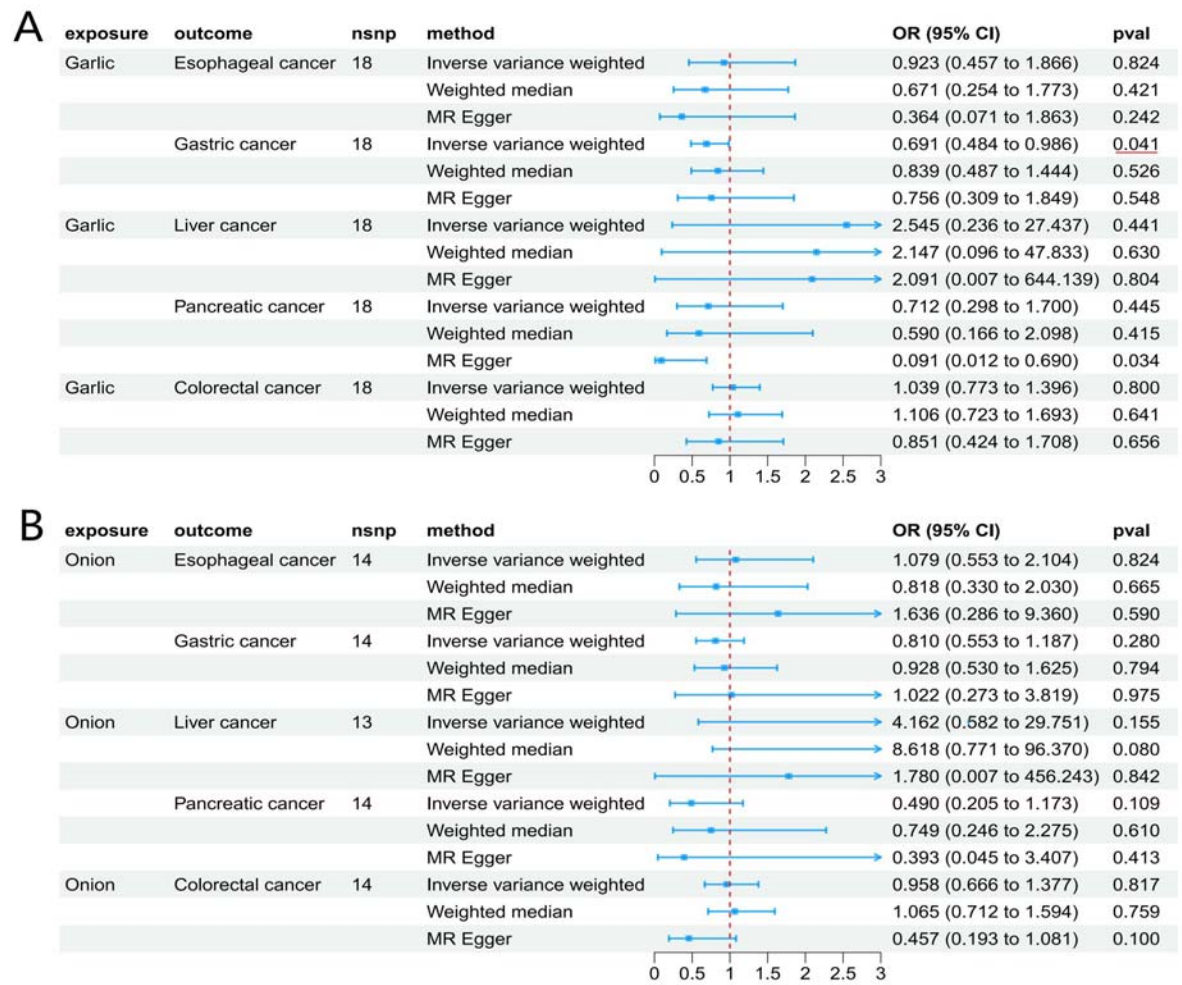 A
exposure outcome nsnp method OR (95% CI) pval
Garlic Esophageal cancer 18 Inverse variance weighted 0.923 (0.457 to 1.866) 0.824
Weighted median 0.671 (0.254 to 1.773) 0.421
MR Egger 0.364 (0.071 to 1.863) 0.242
Gastric cancer 18 Inverse variance weighted 0.691 (0.484 to 0.986) 0.041
Weighted median 0.839 (0.487 to 1.444) 0.526
MR Egger 0.756 (0.309 to 1.849) 0.548
Garlic Liver cancer 18 Inverse variance weighted 2.545 (0.236 to 27.437) 0.441
Weighted median 2.147 (0.096 to 47.833) 0.630
MR Egger 2.091 (0.007 to 644.139) 0.804
Pancreatic cancer 18 Inverse variance weighted 0.712 (0.298 to 1.700) 0.445
Weighted median 0.590 (0.166 to 2.098) 0.415
MR Egger 0.091 (0.012 to 0.690) 0.034
Garlic Colorectal cancer 18 Inverse variance weighted 1.039 (0.773 to 1.396) 0.800
Weighted median 1.106 (0.723 to 1.693) 0.641
MR Egger 0.851 (0.424 to 1.708) 0.656
0 0.5 1 1.5 2 2.5 3
B
exposure outcome nsnp method OR (95% CI) pval
Onion Esophageal cancer 14 Inverse variance weighted 1.079 (0.553 to 2.104) 0.824
Weighted median 0.818 (0.330 to 2.030) 0.665
MR Egger 1.636 (0.286 to 9.360) 0.590
Gastric cancer 14 Inverse variance weighted 0.810 (0.553 to 1.187) 0.280
Weighted median 0.928 (0.530 to 1.625) 0.794
MR Egger 1.022 (0.273 to 3.819) 0.975
Onion Liver cancer 13 Inverse variance weighted 4.162 (0.582 to 29.751) 0.155
Weighted median 8.618 (0.771 to 96.370) 0.080
MR Egger 1.780 (0.007 to 456.243) 0.842
Pancreatic cancer 14 Inverse variance weighted 0.490 (0.205 to 1.173) 0.109
Weighted median 0.749 (0.246 to 2.275) 0.610
MR Egger 0.393 (0.045 to 3.407) 0.413
Onion Colorectal cancer 14 Inverse variance weighted 0.958 (0.666 to 1.377) 0.817
Weighted median 1.065 (0.712 to 1.594) 0.759
MR Egger 0.457 (0.193 to 1.081) 0.100
0 0.5 1 1.5 2 2.5 3